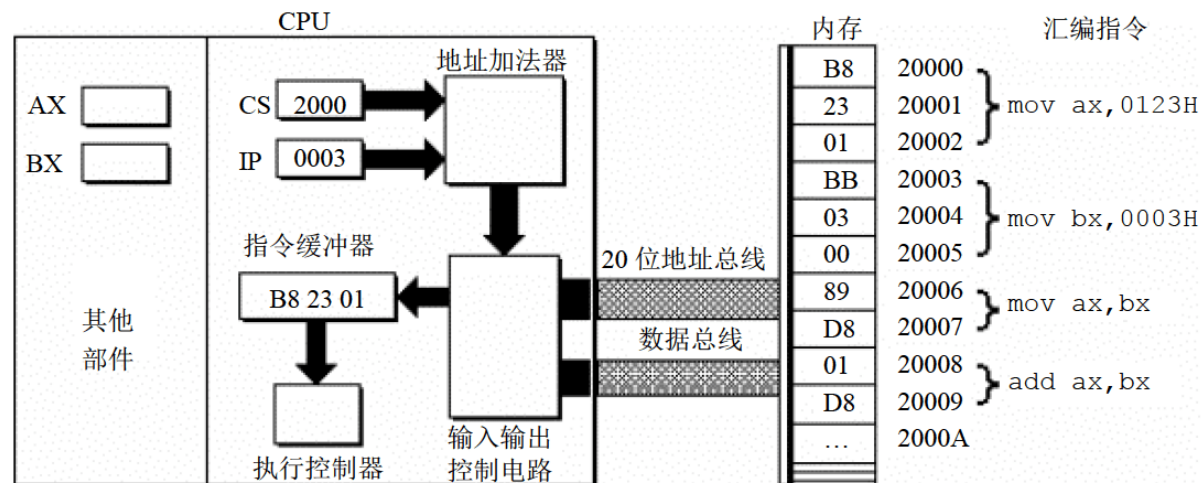 CPU
内存
汇编指令
地址加法器
AX
BX
CS 2000
IP 0003
指令缓冲器
B8 23 01
其他
部件
执行控制器
输入输出
控制电路
20 位地址总线
数据总线
B8 20000
23 20001
01 20002
BB 20003
03 20004
00 20005
89 20006
D8 20007
01 20008
D8 20009
… 2000A
mov ax,0123H
mov bx,0003H
mov ax,bx
add ax,bx